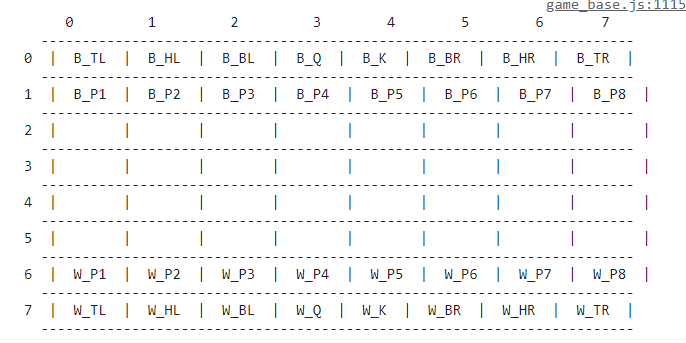 game_base.js:1115
0 1 2 3 4 5 6 7
-----------------------------------------------------------------------
0 | B_TL | B_HL | B_BL | B_Q | B_K | B_BR | B_HR | B_TR |
-----------------------------------------------------------------------
1 | B_P1 | B_P2 | B_P3 | B_P4 | B_P5 | B_P6 | B_P7 | B_P8 |
-----------------------------------------------------------------------
2 | | | | | | | | |
-----------------------------------------------------------------------
3 | | | | | | | | |
-----------------------------------------------------------------------
4 | | | | | | | | |
-----------------------------------------------------------------------
5 | | | | | | | | |
-----------------------------------------------------------------------
6 | W_P1 | W_P2 | W_P3 | W_P4 | W_P5 | W_P6 | W_P7 | W_P8 |
-----------------------------------------------------------------------
7 | W_TL | W_HL | W_BL | W_Q | W_K | W_BR | W_HR | W_TR |
-----------------------------------------------------------------------